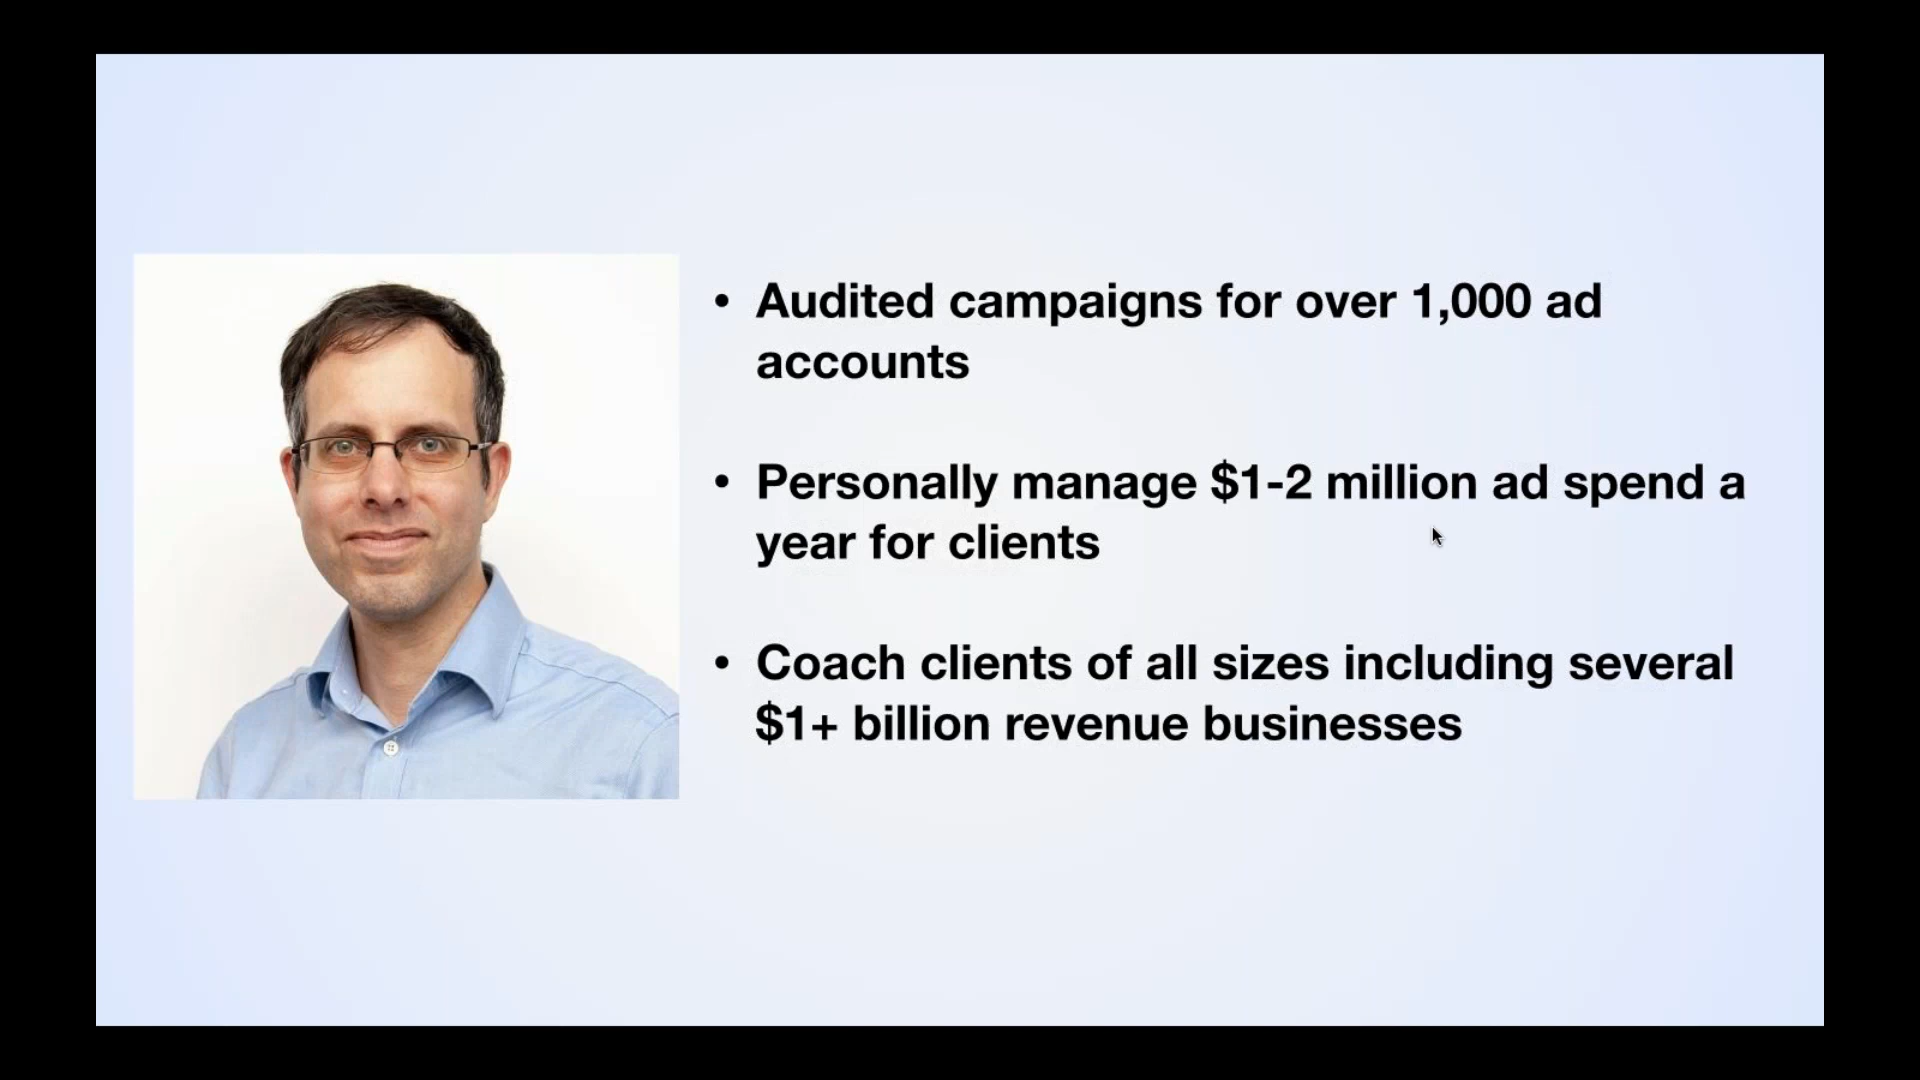 • Audited campaigns for over 1,000 ad
accounts
• Personally manage $1-2 million ad spend a
year for clients
• Coach clients of all sizes including several
$1+ billion revenue businesses